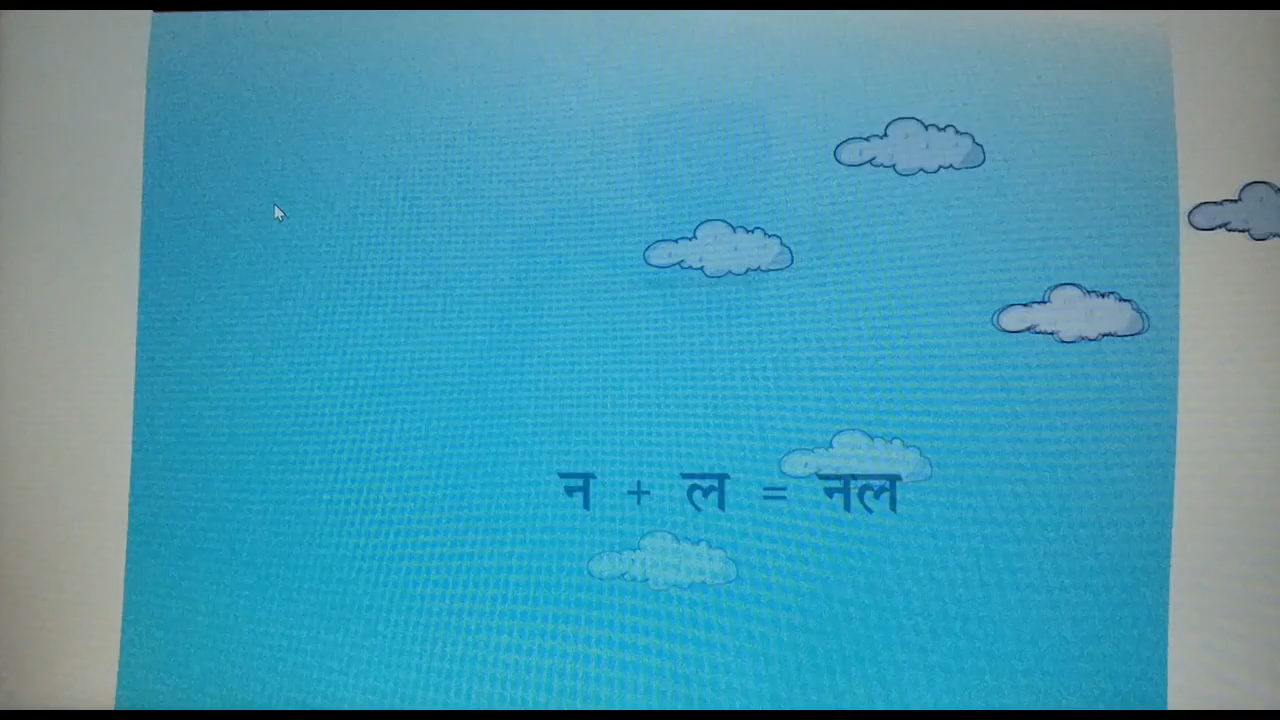 न + ल = नल